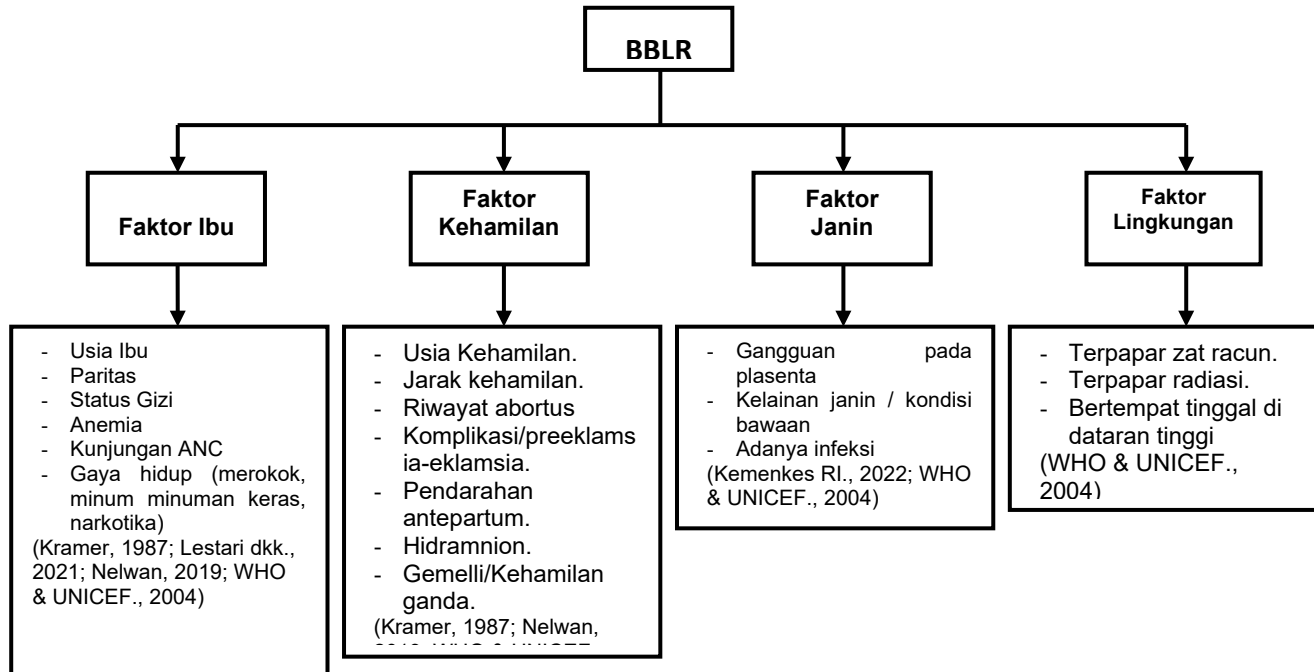 BBLR
Faktor Ibu
Faktor
Kehamilan
Faktor
Janin
Faktor
Lingkungan
- Usia Ibu
- Paritas
- Status Gizi
- Anemia
- Kunjungan ANC
- Gaya hidup (merokok,
minum minuman keras,
narkotika)
(Kramer, 1987; Lestari dkk.,
2021; Nelwan, 2019; WHO
& UNICEF., 2004)
- Usia Kehamilan.
- Jarak kehamilan.
- Riwayat abortus
- Komplikasi/preeklams
ia-eklamsia.
- Pendarahan
antepartum.
- Hidramnion.
- Gemelli/Kehamilan
ganda.
(Kramer, 1987; Nelwan,
- Gangguan pada
plasenta
- Kelainan janin / kondisi
bawaan
- Adanya infeksi
(Kemenkes RI., 2022; WHO
& UNICEF., 2004)
- Terpapar zat racun.
- Terpapar radiasi.
- Bertempat tinggal di
dataran tinggi
(WHO & UNICEF.,
2004)